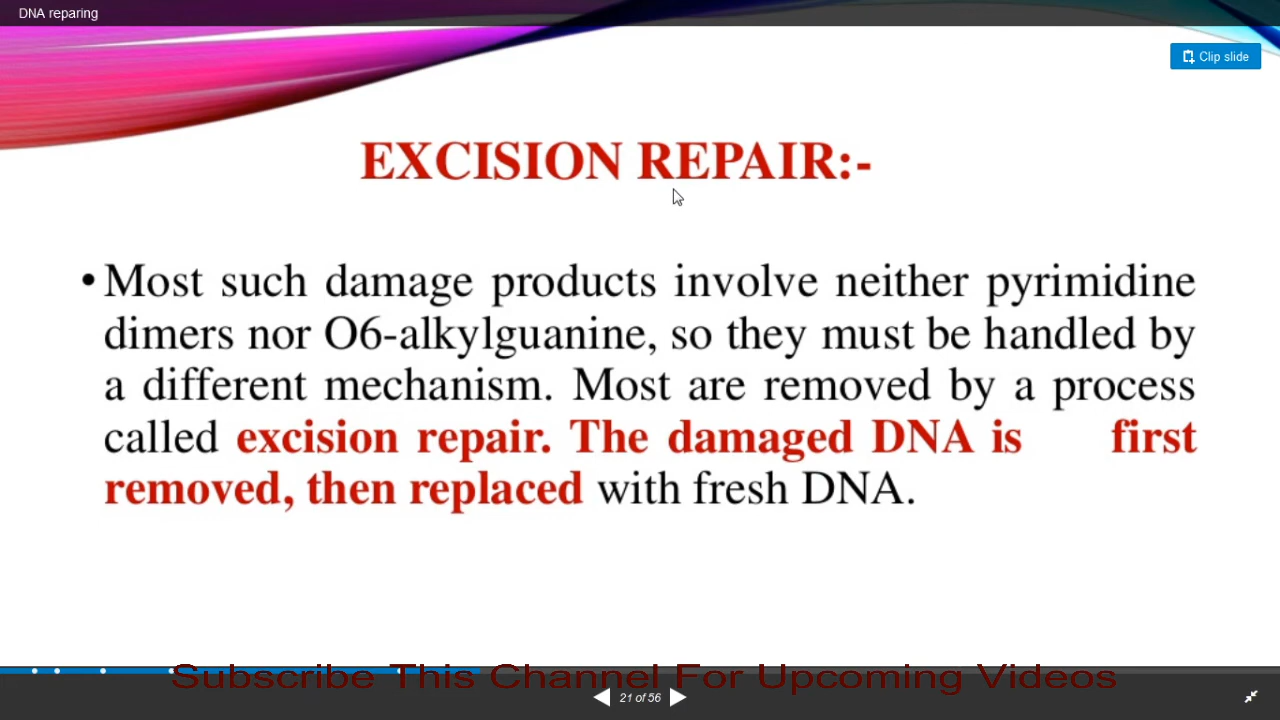 DNA reparing
Clip slide
EXCISION REPAIR:-
• Most such damage products involve neither pyrimidine
dimers nor O6-alkylguanine, so they must be handled by
a different mechanism. Most are removed by a process
called excision repair. The damaged DNA is first
removed, then replaced with fresh DNA.
Subscribe This Channel For Upcoming Videos
21 of 56